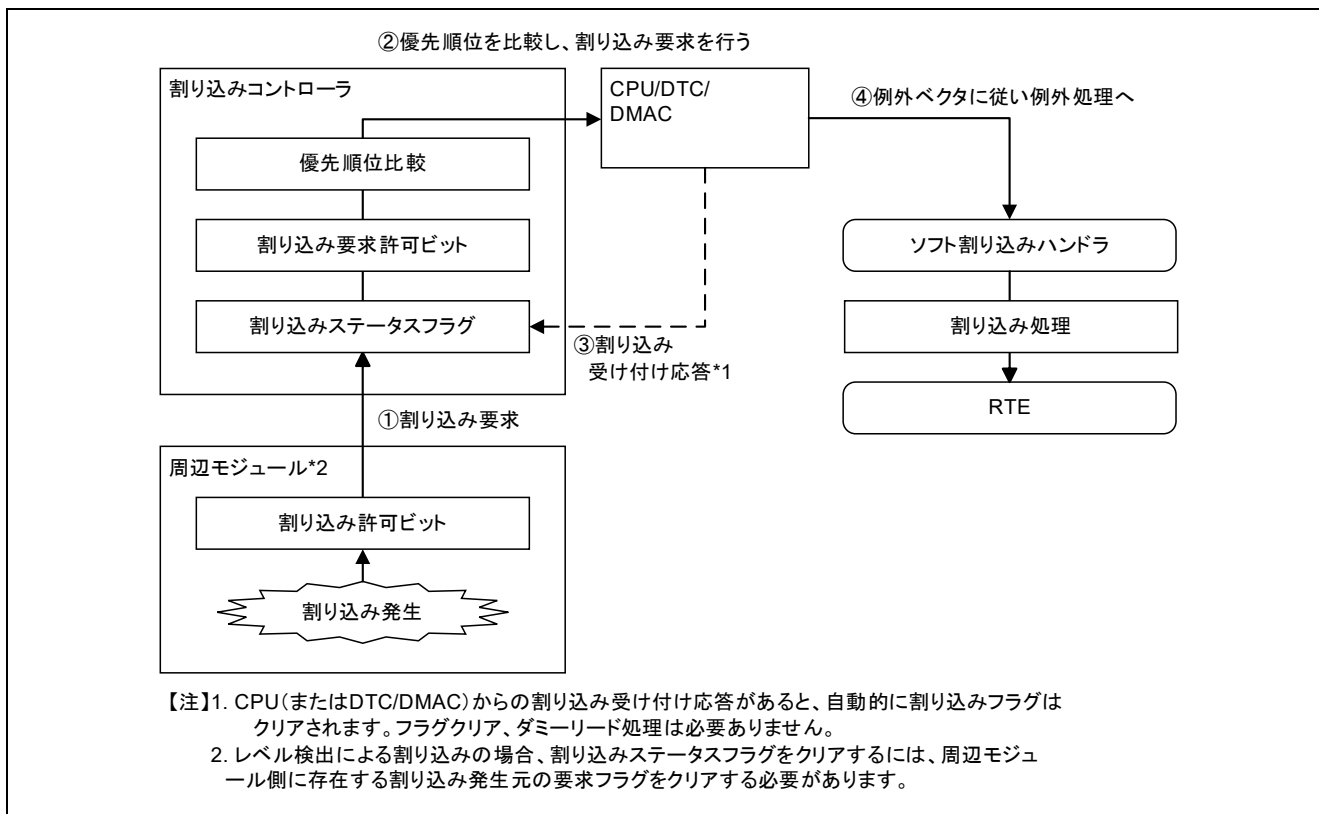 ②優先順位を比較し、割り込み要求を行う
割り込みコントローラ
CPU/DTC/
DMAC
④例外ベクタに従い例外処理へ
優先順位比較
割り込み要求許可ビット
ソフト割り込みハンドラ
割り込みステータスフラグ
割り込み処理
③割り込み
受け付け応答*1
RTE
①割り込み要求
周辺モジュール*2
割り込み許可ビット
割り込み発生
【注】1. CPU(またはDTC/DMAC)からの割り込み受け付け応答があると、自動的に割り込みフラグは
クリアされます。フラグクリア、ダミーリード処理は必要ありません。
2. レベル検出による割り込みの場合、割り込みステータスフラグをクリアするには、周辺モジュ
ール側に存在する割り込み発生元の要求フラグをクリアする必要があります。